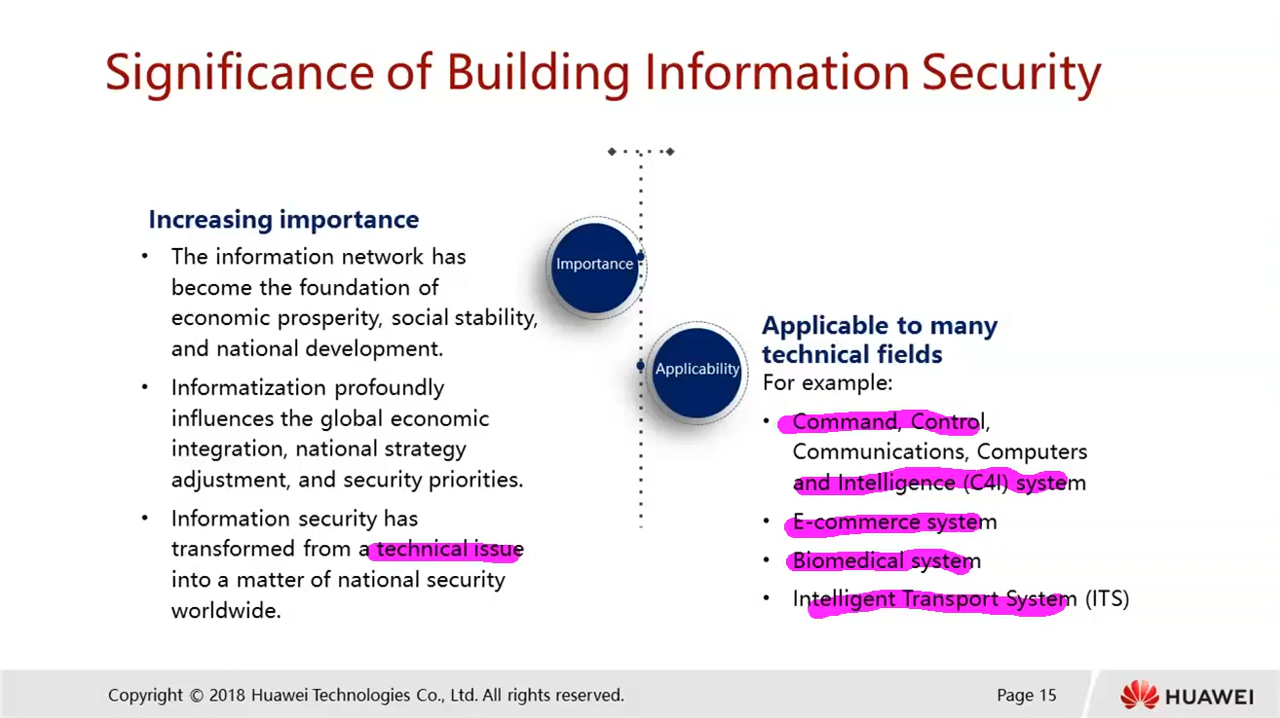 Significance of Building Information Security
Increasing importance
• The information network has
become the foundation of
economic prosperity, social stability,
and national development.
• Informatization profoundly
influences the global economic
integration, national strategy
adjustment, and security priorities.
• Information security has
transformed from a technical issue
into a matter of national security
worldwide.
Importance
Applicability
Applicable to many
technical fields
For example:
• Command, Control,
Communications, Computers
and Intelligence (C4I) system
• E-commerce system
• Biomedical system
• Intelligent Transport System (ITS)
Copyright © 2018 Huawei Technologies Co., Ltd. All rights reserved.
Page 15
HUAWEI